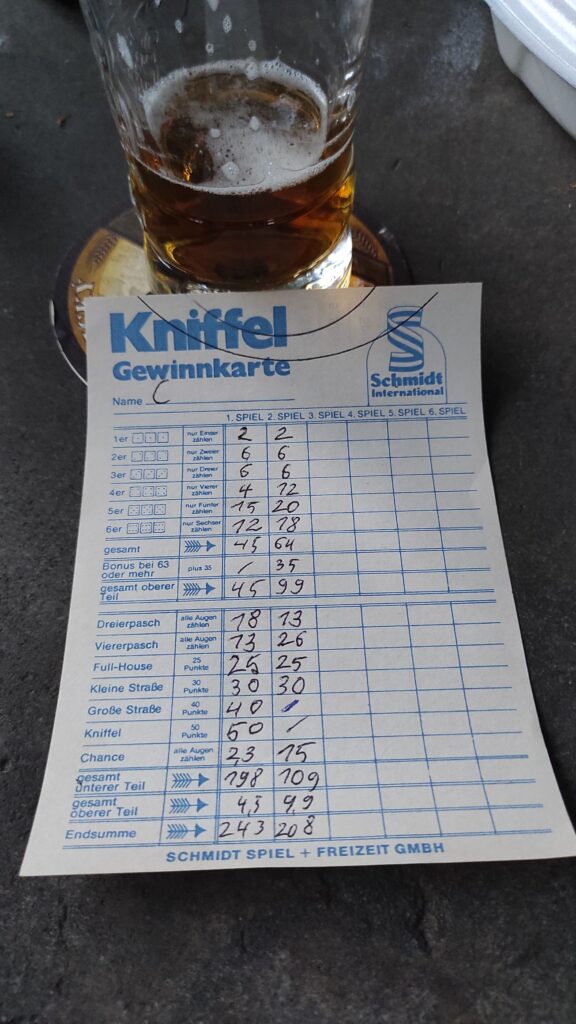 Kniffel
Gewinnkarte
Schmidt
International
Name C
1. SPIEL 2. SPIEL 3. SPIEL 4. SPIEL 5. SPIEL 6. SPIEL
1er nur Einser zählen 2 2
2er nur Zweier zählen 6 6
3er nur Dreier zählen 6 6
4er nur Vierer zählen 4 12
5er nur Fünfer zählen 15 20
6er nur Sechser zählen 12 18
gesamt 45 64
Bonus bei 63 oder mehr plus 35 / 35
gesamt oberer Teil 45 99
Dreierpasch alle Augen zählen 18 13
Viererpasch alle Augen zählen 13 26
Full-House 25 Punkte 25 25
Kleine Straße 30 Punkte 30 30
Große Straße 40 Punkte 40 /
Kniffel 50 Punkte 50 /
Chance alle Augen zählen 23 15
gesamt unterer Teil 198 109
gesamt oberer Teil 45 99
Endsumme 243 208
SCHMIDT SPIEL + FREIZEIT GMBH